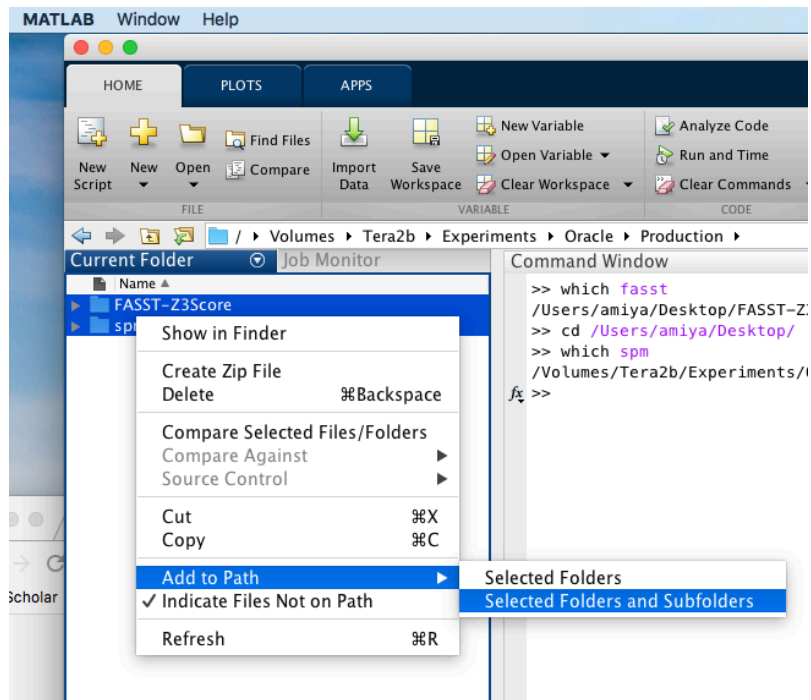 MATLAB Window Help
HOME PLOTS APPS
New Script
New
Open
Find Files
Compare
Import Data
Save Workspace
New Variable
Open Variable
Clear Workspace
Analyze Code
Run and Time
Clear Commands
FILE VARIABLE CODE
/ Volumes Tera2b Experiments Oracle Production
Current Folder Job Monitor
Name
FASST-Z3Score
Show in Finder
Create Zip File
Delete ⌘Backspace
Compare Selected Files/Folders
Compare Against
Source Control
Cut ⌘X
Copy ⌘C
Add to Path
Selected Folders
Selected Folders and Subfolders
✓ Indicate Files Not on Path
Refresh ⌘R
Command Window
>> which fasst
/Users/amiya/Desktop/FASST-Z
>> cd /Users/amiya/Desktop/
>> which spm
/Volumes/Tera2b/Experiments/
fx >>
Scholar